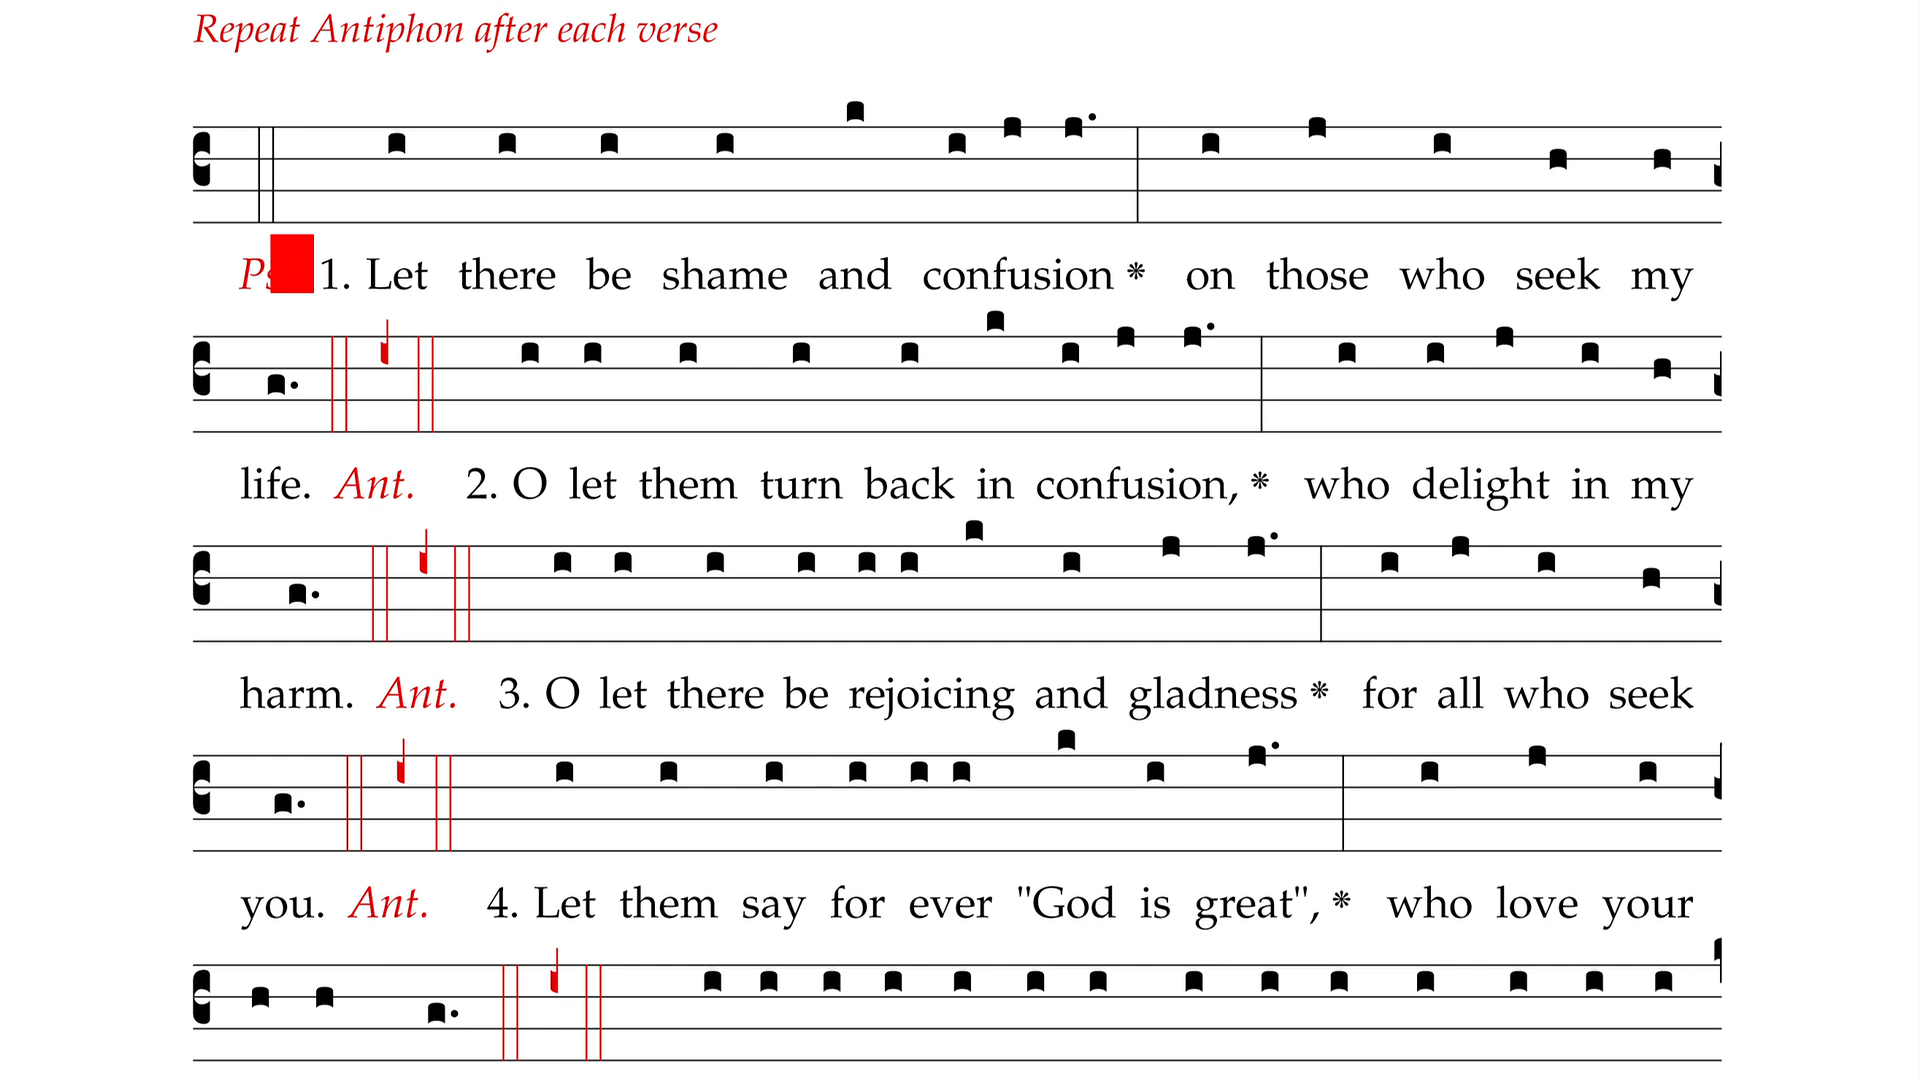 Repeat Antiphon after each verse
1. Let there be shame and confusion * on those who seek my
life. Ant. 2. O let them turn back in confusion, * who delight in my
harm. Ant. 3. O let there be rejoicing and gladness * for all who seek
you. Ant. 4. Let them say for ever "God is great", * who love your